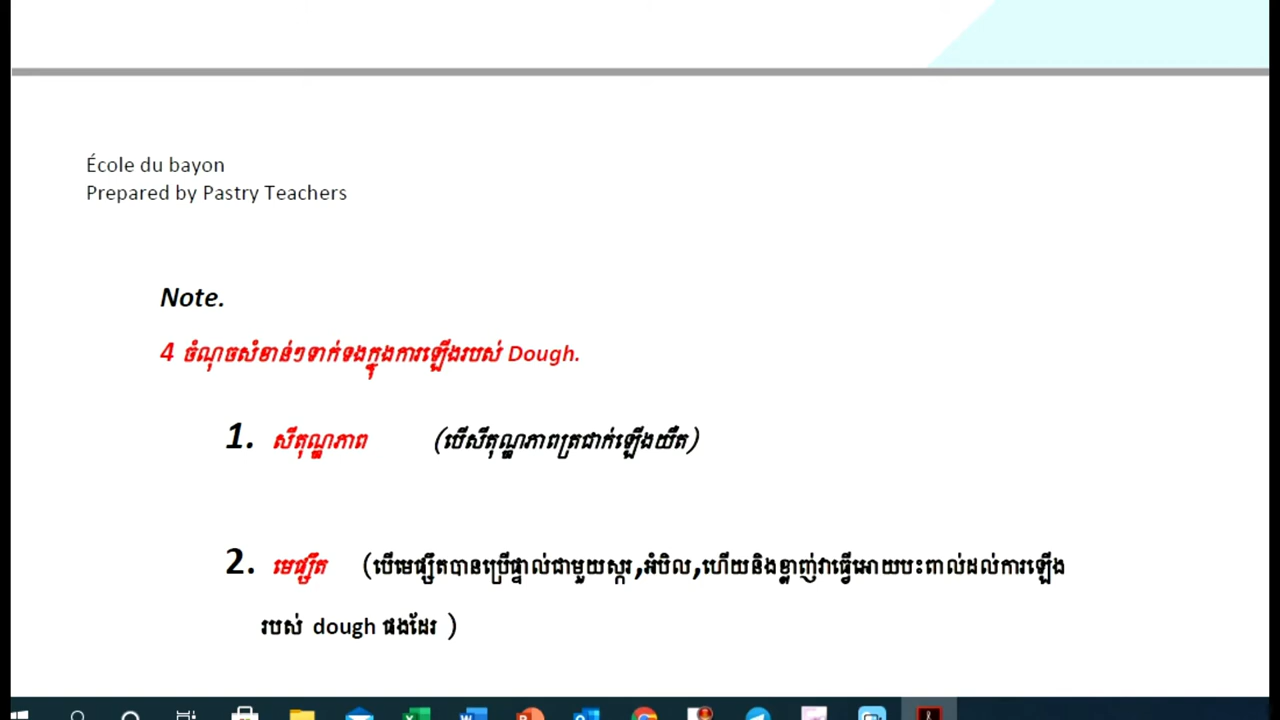 École du bayon
Prepared by Pastry Teachers
Note.
4 ចំណុចសំខាន់ៗទាក់ទងក្នុងការឡើងរបស់ Dough.
1. សីតុណ្ហភាព (បើសីតុណ្ហភាពត្រជាក់ឡើងយឺត)
2. មេផ្សឹត (បើមេផ្សឹតបានប្រើផ្ទាល់ជាមួយស្ករ,អំបិល,ហើយនិងខ្លាញ់វាធ្វើអោយបះពាល់ដល់ការឡើង
របស់ dough ផងដែរ )